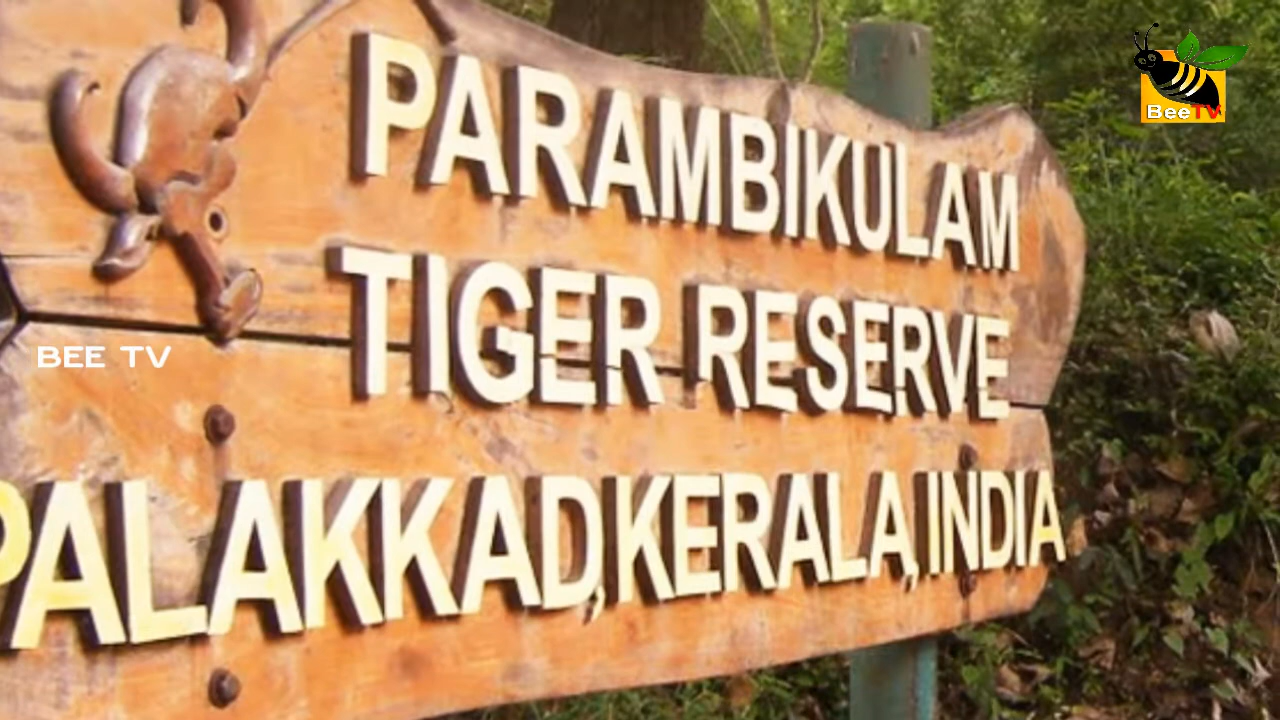 PARAMBIKULAM
TIGER RESERVE
PALAKKAD,KERALA,INDIA
BEE TV
BeeTV